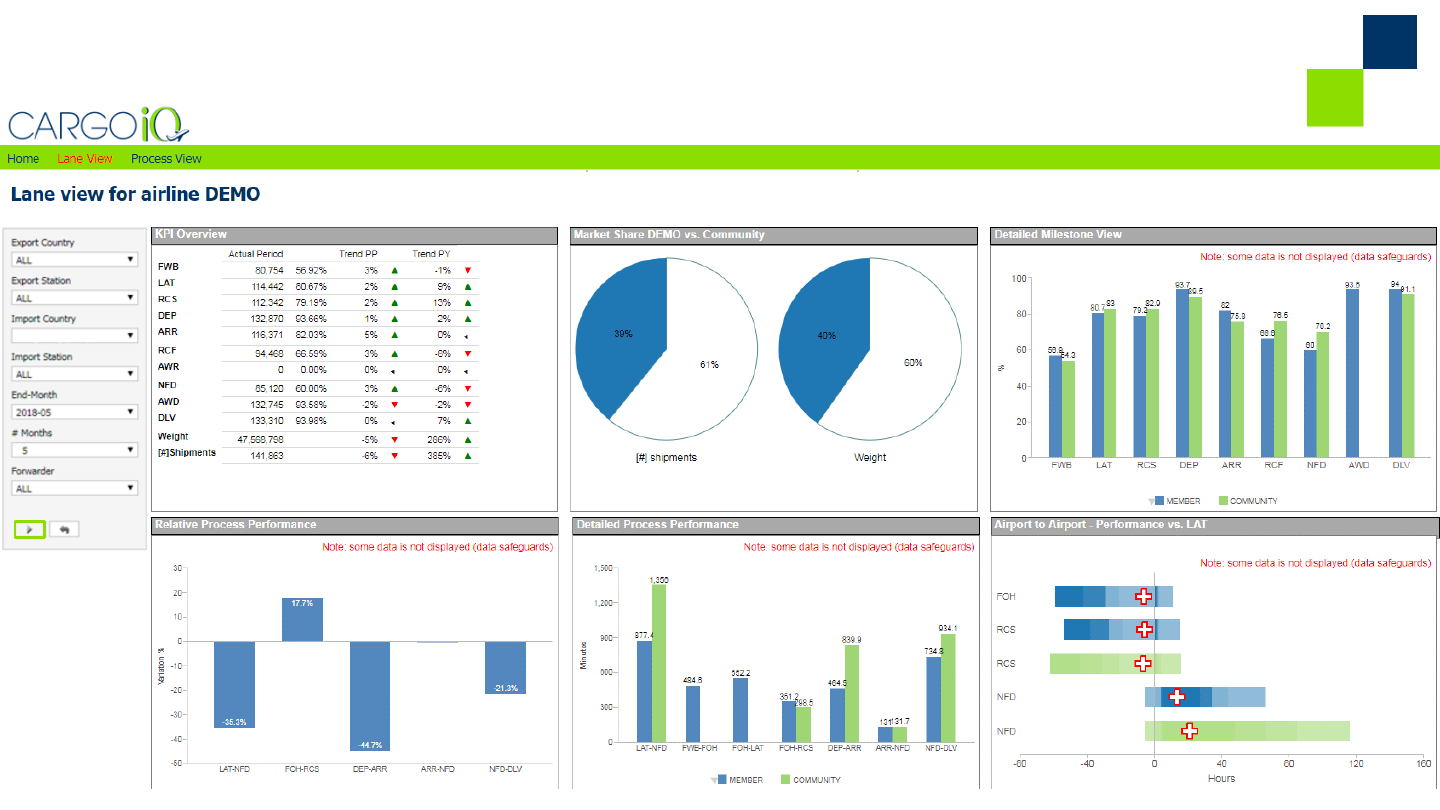 CARGO iQ
Home Lane View Process View
Lane view for airline DEMO
Export Country
ALL
Export Station
ALL
Import Country
Import Station
ALL
End-Month
2018-05
# Months
5
Forwarder
ALL
KPI Overview
Actual Period Trend PP Trend PY
FWB 80,754 56.92% 3% -1%
LAT 114,442 80.67% 2% 9%
RCS 112,342 79.19% 2% 13%
DEP 132,870 93.66% 1% 2%
ARR 116,371 82.03% 5% 0%
RCF 94,468 66.59% 3% -6%
AWR 0 0.00% 0% 0%
NFD 85,120 60.00% 3% -6%
AWD 132,745 93.58% -2% -2%
DLV 133,310 93.98% 0% 7%
Weight 47,568,798 -5% 286%
[#]Shipments 141,863 -6% 385%
Market Share DEMO vs. Community
39%
61%
40%
60%
[#] shipments Weight
Detailed Milestone View
Note: some data is not displayed (data safeguards)
100
80
60
40
20
0
%
56.9 54.3 80.7 83 79.2 82.9 93.7 89.5 82 75.9 66.6 76.5 60 70.2 93.6 94 91.1
FWB LAT RCS DEP ARR RCF NFD AWD DLV
MEMBER COMMUNITY
Relative Process Performance
Note: some data is not displayed (data safeguards)
30
20
10
0
-10
-20
-30
-40
-50
Variation %
-35.3% 17.7% -44.7% -21.3%
LAT-NFD FOH-RCS DEP-ARR ARR-NFD NFD-DLV
Detailed Process Performance
Note: some data is not displayed (data safeguards)
1,500
1,200
900
600
300
0
Minutes
877.4 484.6 552.2 351.2 298.5 464.5 839.9 131 131.7 734.8 934.1
LAT-NFD FWB-FOH FOH-LAT FOH-RCS DEP-ARR ARR-NFD NFD-DLV
MEMBER COMMUNITY
Airport to Airport - Performance vs. LAT
Note: some data is not displayed (data safeguards)
FOH
RCS
RCS
NFD
NFD
-80 -40 0 40 80 120 160
Hours